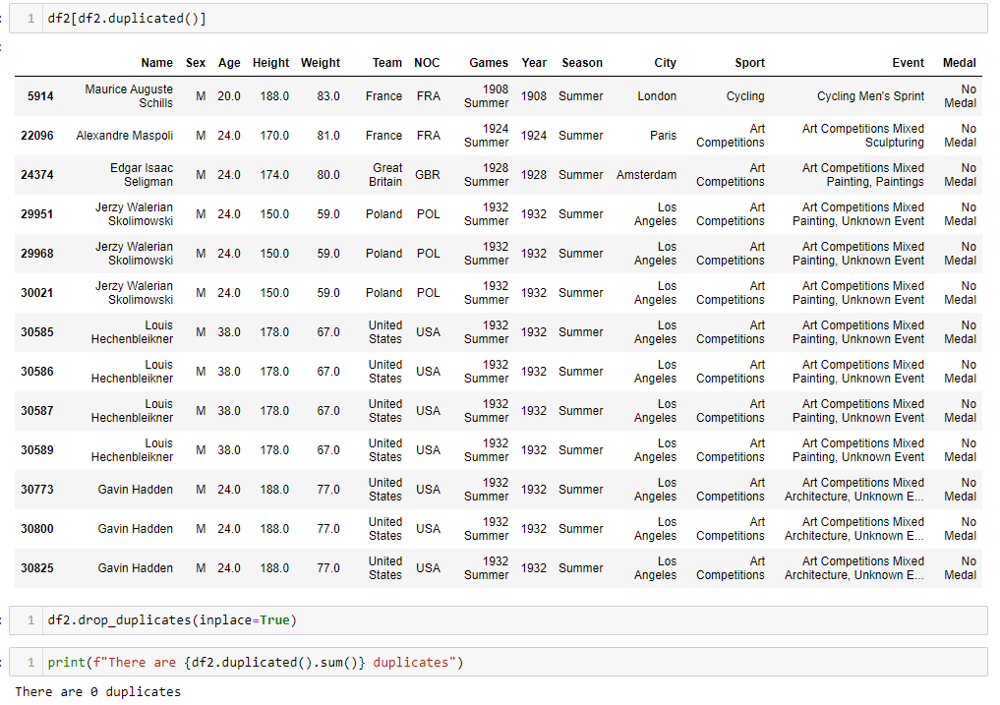 1 df2[df2.duplicated()]
Name Sex Age Height Weight Team NOC Games Year Season City Sport Event Medal
5914 Maurice Auguste Schills M 20.0 188.0 83.0 France FRA 1908 Summer 1908 Summer London Cycling Cycling Men's Sprint No Medal
22096 Alexandre Maspoli M 24.0 170.0 81.0 France FRA 1924 Summer 1924 Summer Paris Art Competitions Art Competitions Mixed Sculpturing No Medal
24374 Edgar Isaac Seligman M 24.0 174.0 80.0 Great Britain GBR 1928 Summer 1928 Summer Amsterdam Art Competitions Art Competitions Mixed Painting, Paintings No Medal
29951 Jerzy Walerian Skolimowski M 24.0 150.0 59.0 Poland POL 1932 Summer 1932 Summer Los Angeles Art Competitions Art Competitions Mixed Painting, Unknown Event No Medal
29968 Jerzy Walerian Skolimowski M 24.0 150.0 59.0 Poland POL 1932 Summer 1932 Summer Los Angeles Art Competitions Art Competitions Mixed Painting, Unknown Event No Medal
30021 Jerzy Walerian Skolimowski M 24.0 150.0 59.0 Poland POL 1932 Summer 1932 Summer Los Angeles Art Competitions Art Competitions Mixed Painting, Unknown Event No Medal
30585 Louis Hechenbleikner M 38.0 178.0 67.0 United States USA 1932 Summer 1932 Summer Los Angeles Art Competitions Art Competitions Mixed Painting, Unknown Event No Medal
30586 Louis Hechenbleikner M 38.0 178.0 67.0 United States USA 1932 Summer 1932 Summer Los Angeles Art Competitions Art Competitions Mixed Painting, Unknown Event No Medal
30587 Louis Hechenbleikner M 38.0 178.0 67.0 United States USA 1932 Summer 1932 Summer Los Angeles Art Competitions Art Competitions Mixed Painting, Unknown Event No Medal
30589 Louis Hechenbleikner M 38.0 178.0 67.0 United States USA 1932 Summer 1932 Summer Los Angeles Art Competitions Art Competitions Mixed Painting, Unknown Event No Medal
30773 Gavin Hadden M 24.0 188.0 77.0 United States USA 1932 Summer 1932 Summer Los Angeles Art Competitions Art Competitions Mixed Architecture, Unknown E... No Medal
30800 Gavin Hadden M 24.0 188.0 77.0 United States USA 1932 Summer 1932 Summer Los Angeles Art Competitions Art Competitions Mixed Architecture, Unknown E... No Medal
30825 Gavin Hadden M 24.0 188.0 77.0 United States USA 1932 Summer 1932 Summer Los Angeles Art Competitions Art Competitions Mixed Architecture, Unknown E... No Medal
1 df2.drop_duplicates(inplace=True)
1 print(f"There are {df2.duplicated().sum()} duplicates")
There are 0 duplicates